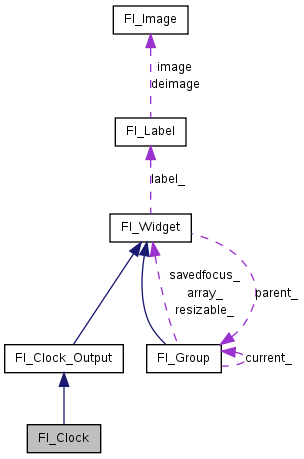 Fl_Image
image
deimage
Fl_Label
label_
Fl_Widget
savedfocus_
array_
resizable_
parent_
Fl_Clock_Output
Fl_Group
current_
Fl_Clock